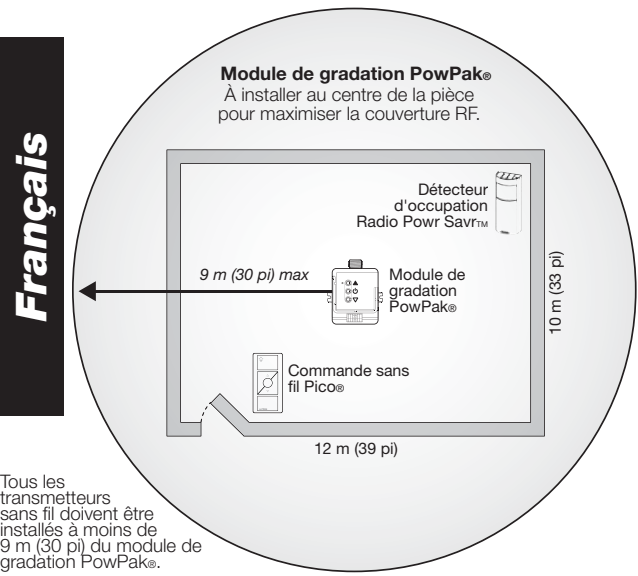 Français
Module de gradation PowPak®
À installer au centre de la pièce
pour maximiser la couverture RF.
Détecteur
d'occupation
Radio Powr Savr™
9 m (30 pi) max
Module de
gradation
PowPak®
10 m (33 pi)
Commande sans
fil Pico®
12 m (39 pi)
Tous les
transmetteurs
sans fil doivent être
installés à moins de
9 m (30 pi) du module de
gradation PowPak®.